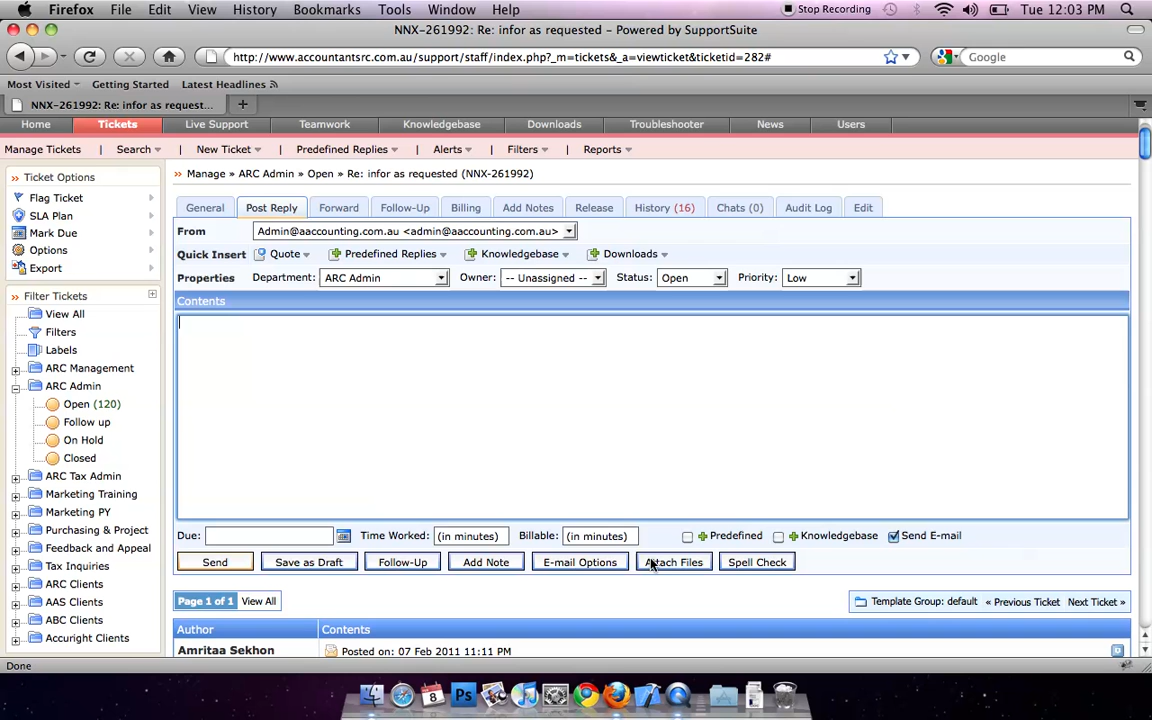 Firefox File Edit View History Bookmarks Tools Window Help Stop Recording Tue 12:03 PM
NNX-261992: Re: infor as requested - Powered by SupportSuite
http://www.accountantsrc.com.au/support/staff/index.php?_m=tickets&_a=viewticket&ticketid=282# Google
Most Visited Getting Started Latest Headlines
NNX-261992: Re: infor as request...
Home Tickets Live Support Teamwork Knowledgebase Downloads Troubleshooter News Users
Manage Tickets | Search | New Ticket | Predefined Replies | Alerts | Filters | Reports
Ticket Options
Flag Ticket
SLA Plan
Mark Due
Options
Export
Filter Tickets
View All
Filters
Labels
ARC Management
ARC Admin
Open (120)
Follow up
On Hold
Closed
ARC Tax Admin
Marketing Training
Marketing PY
Purchasing & Project
Feedback and Appeal
Tax Inquiries
ARC Clients
AAS Clients
ABC Clients
Accuright Clients
» Manage » ARC Admin » Open » Re: infor as requested (NNX-261992)
General Post Reply Forward Follow-Up Billing Add Notes Release History (16) Chats (0) Audit Log Edit
From Admin@aaccounting.com.au <admin@aaccounting.com.au>
Quick Insert Quote Predefined Replies Knowledgebase Downloads
Properties Department: ARC Admin Owner: -- Unassigned -- Status: Open Priority: Low
Contents
Due: Time Worked: (in minutes) Billable: (in minutes) Predefined Knowledgebase Send E-mail
Send Save as Draft Follow-Up Add Note E-mail Options Attach Files Spell Check
Page 1 of 1 View All Template Group: default « Previous Ticket Next Ticket »
Author Contents
Amritaa Sekhon Posted on: 07 Feb 2011 11:11 PM
Done
8